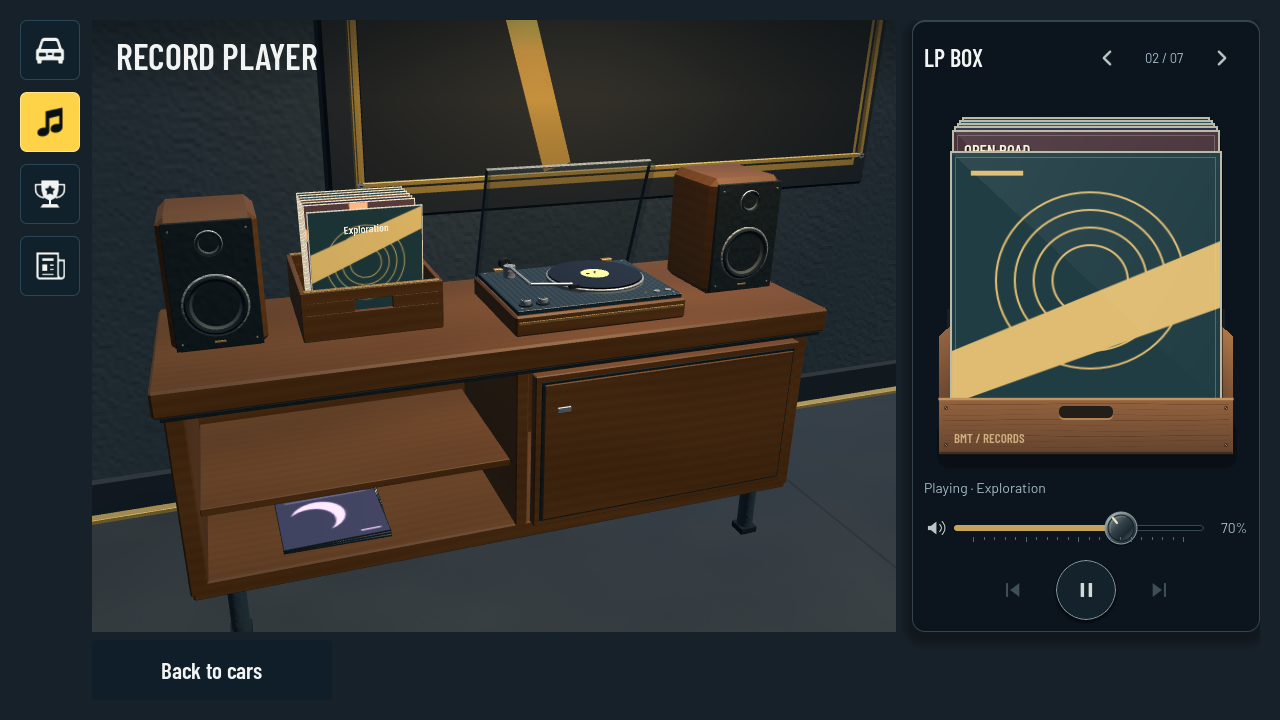 RECORD PLAYER
Exploration
Back to cars
LP BOX
02 / 07
OPEN ROAD
BMT / RECORDS
Playing · Exploration
70%